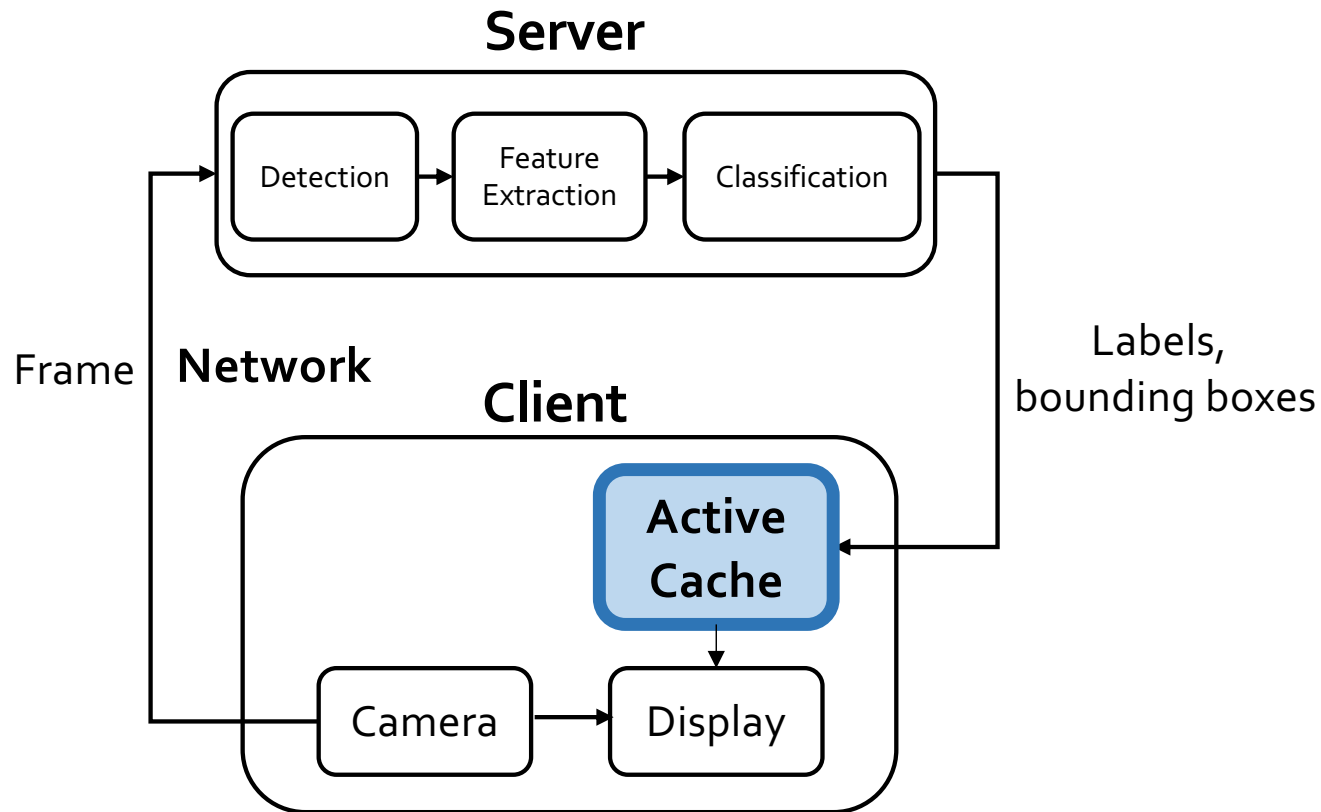 Server
Detection
Feature
Extraction
Classification
Frame
Network
Labels,
bounding boxes
Client
Active
Cache
Camera
Display